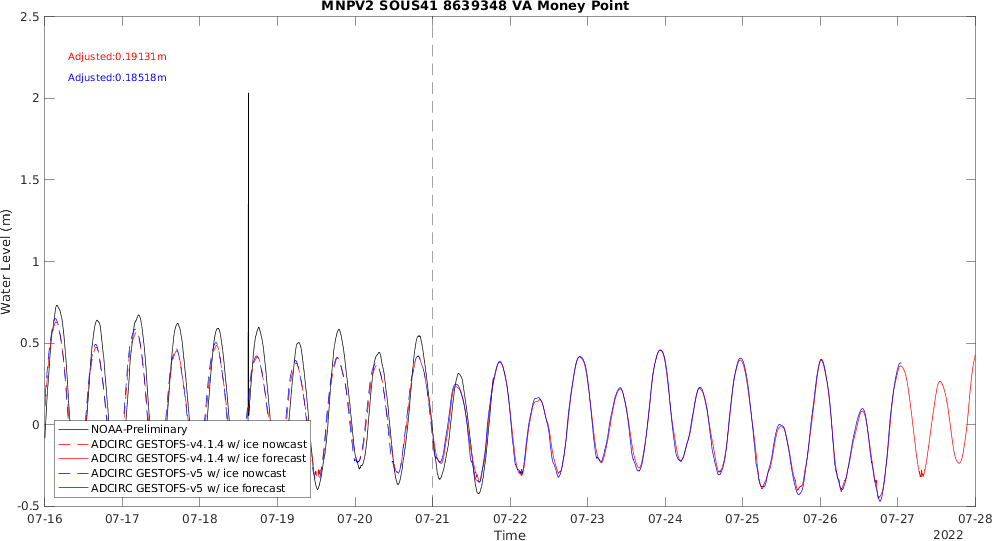 MNPV2 SOUS41 8639348 VA Money Point
2.5
Adjusted:0.19131m
Adjusted:0.18518m
2
1.5
1
0.5
0
-0.5
Water Level (m)
NOAA-Preliminary
ADCIRC GESTOFS-v4.1.4 w/ ice nowcast
ADCIRC GESTOFS-v4.1.4 w/ ice forecast
ADCIRC GESTOFS-v5 w/ ice nowcast
ADCIRC GESTOFS-v5 w/ ice forecast
07-16 07-17 07-18 07-19 07-20 07-21 07-22 07-23 07-24 07-25 07-26 07-27 07-28
Time
2022